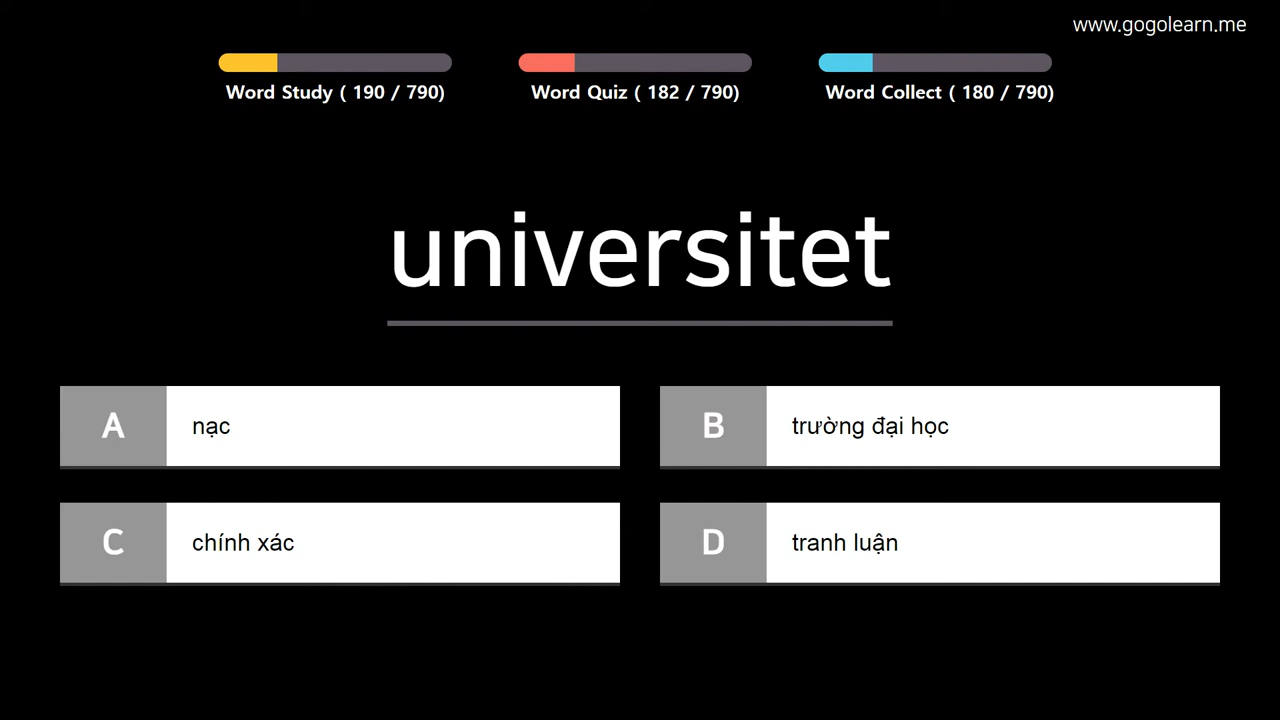 www.gogolearn.me
Word Study ( 190 / 790)
Word Quiz ( 182 / 790)
Word Collect ( 180 / 790)
universitet
A nạc
B trường đại học
C chính xác
D tranh luận